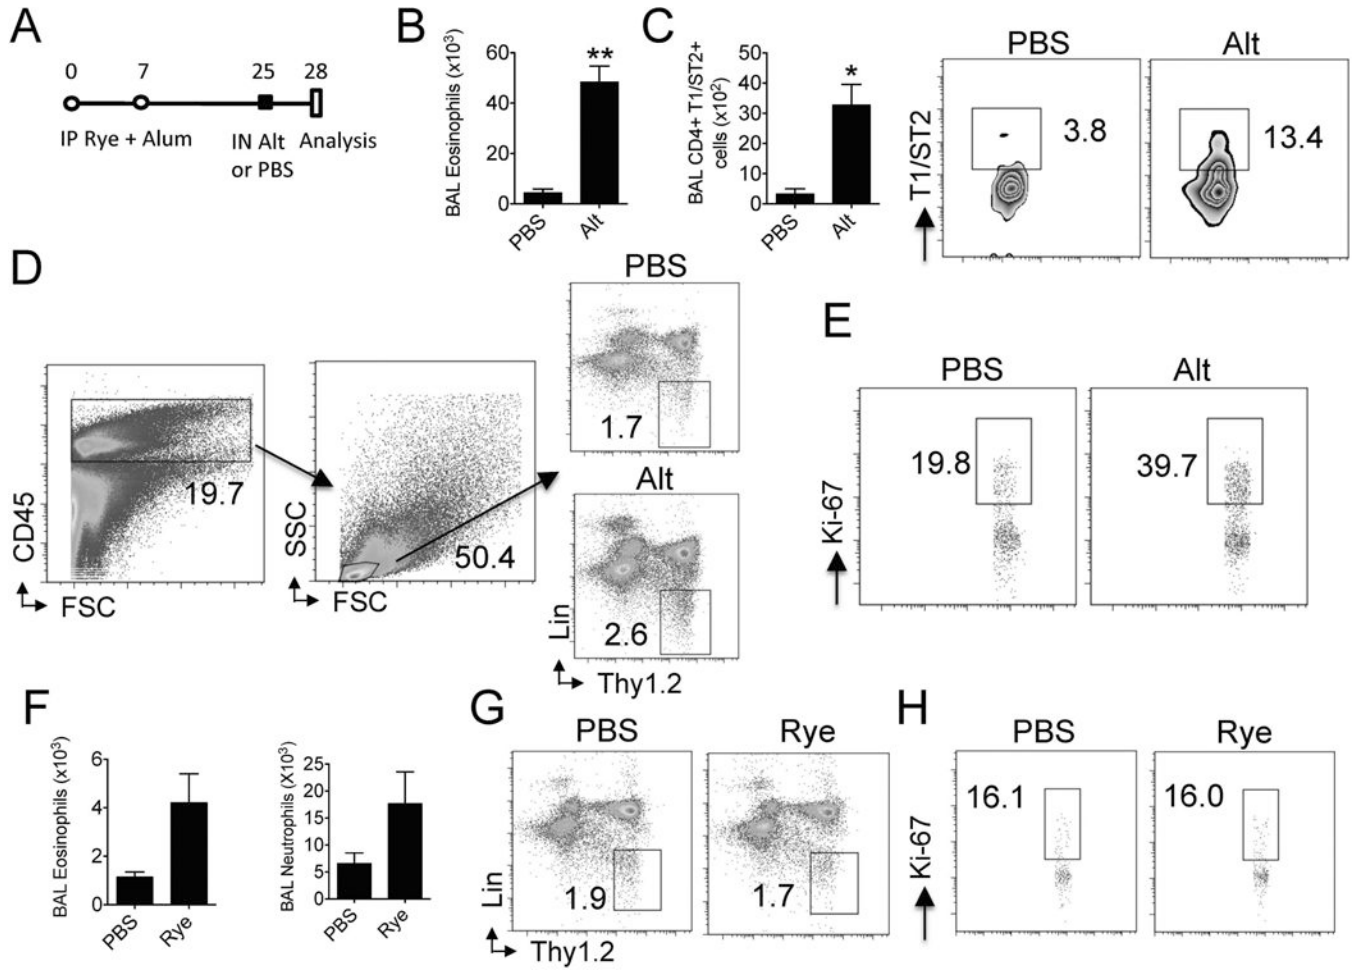 A
0 7 25 28
IP Rye + Alum
IN Alt
or PBS
Analysis
B
BAL Eosinophils (x10³)
60
40
20
0
**
PBS
Alt
C
BAL CD4+ T1/ST2+
cells (x10²)
50
40
30
20
10
0
*
PBS
Alt
PBS
Alt
T1/ST2
3.8
13.4
D
CD45
FSC
19.7
SSC
FSC
50.4
PBS
1.7
Alt
2.6
Lin
Thy1.2
E
PBS
Alt
Ki-67
19.8
39.7
F
BAL Eosinophils (x10³)
6
4
2
0
PBS
Rye
BAL Neutrophils (X10³)
25
20
15
10
5
0
PBS
Rye
G
PBS
Rye
Lin
1.9
1.7
Thy1.2
H
PBS
Rye
Ki-67
16.1
16.0